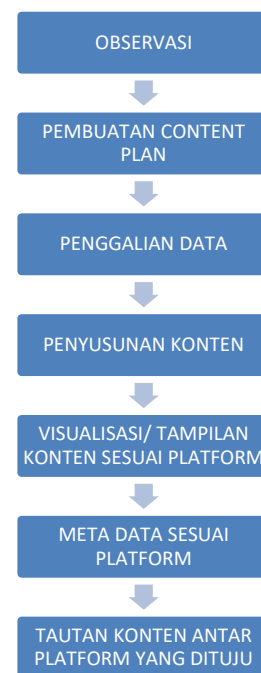 OBSERVASI
PEMBUATAN CONTENT
PLAN
PENGGALIAN DATA
PENYUSUNAN KONTEN
VISUALISASI/ TAMPILAN
KONTEN SESUAI PLATFORM
META DATA SESUAI
PLATFORM
TAUTAN KONTEN ANTAR
PLATFORM YANG DITUJU